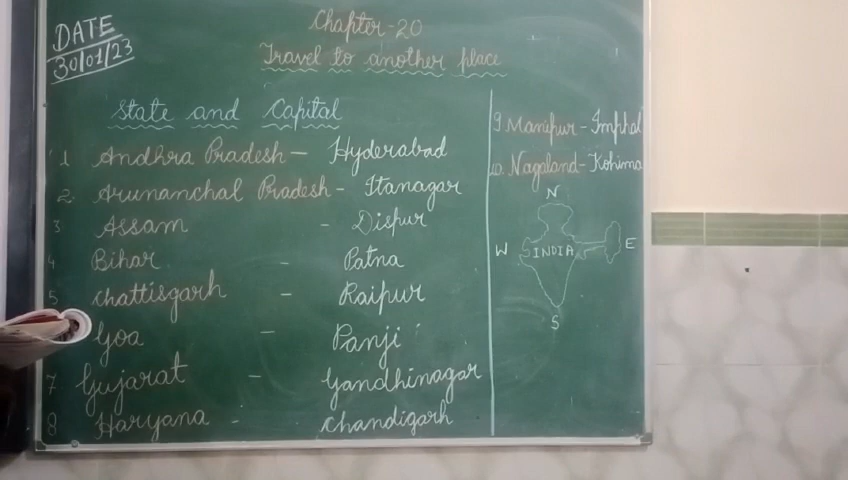 DATE
30/01/23
Chapter-20
Travel to another place
State and Capital
1 Andhra Pradesh - Hyderabad
2. Arunanchal Pradesh - Itanagar
3 Assam - Dispur
4 Bihar - Patna
5 Chattisgarh - Raipur
Goa - Panji
7 Gujarat - Gandhinagar
8 Haryana - Chandigarh
9. Manipur - Imphal
10. Nagaland - Kohima
N
W INDIA E
S